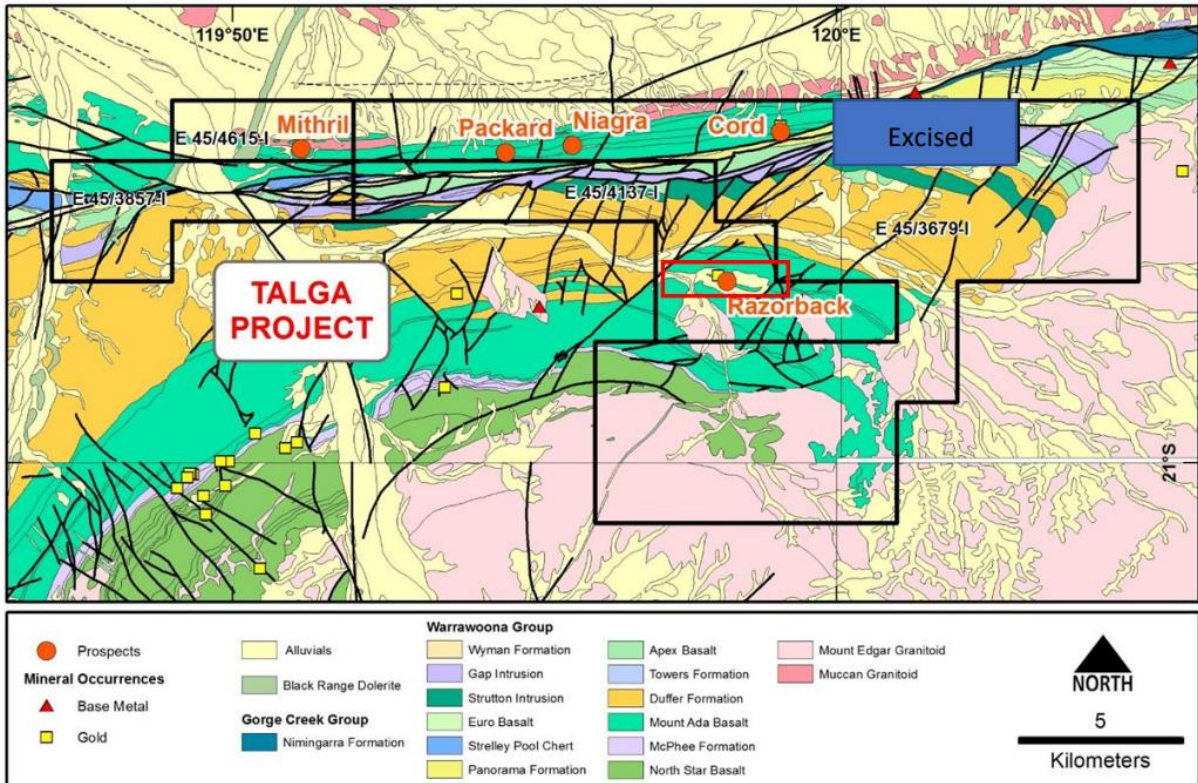 119°50'E
120°E
E 45/4615-I
Mithril
Packard
Niagra
Cord
Excised
E 45/3857-I
E 45/4137-I
E 45/3679-I
TALGA
PROJECT
Razorback
21°S
Prospects
Mineral Occurrences
Base Metal
Gold
Alluvials
Black Range Dolerite
Gorge Creek Group
Nimingarra Formation
Warrawoona Group
Wyman Formation
Gap Intrusion
Strutton Intrusion
Euro Basalt
Strelley Pool Chert
Panorama Formation
Apex Basalt
Towers Formation
Duffer Formation
Mount Ada Basalt
McPhee Formation
North Star Basalt
Mount Edgar Granitoid
Muccan Granitoid
NORTH
5
Kilometers